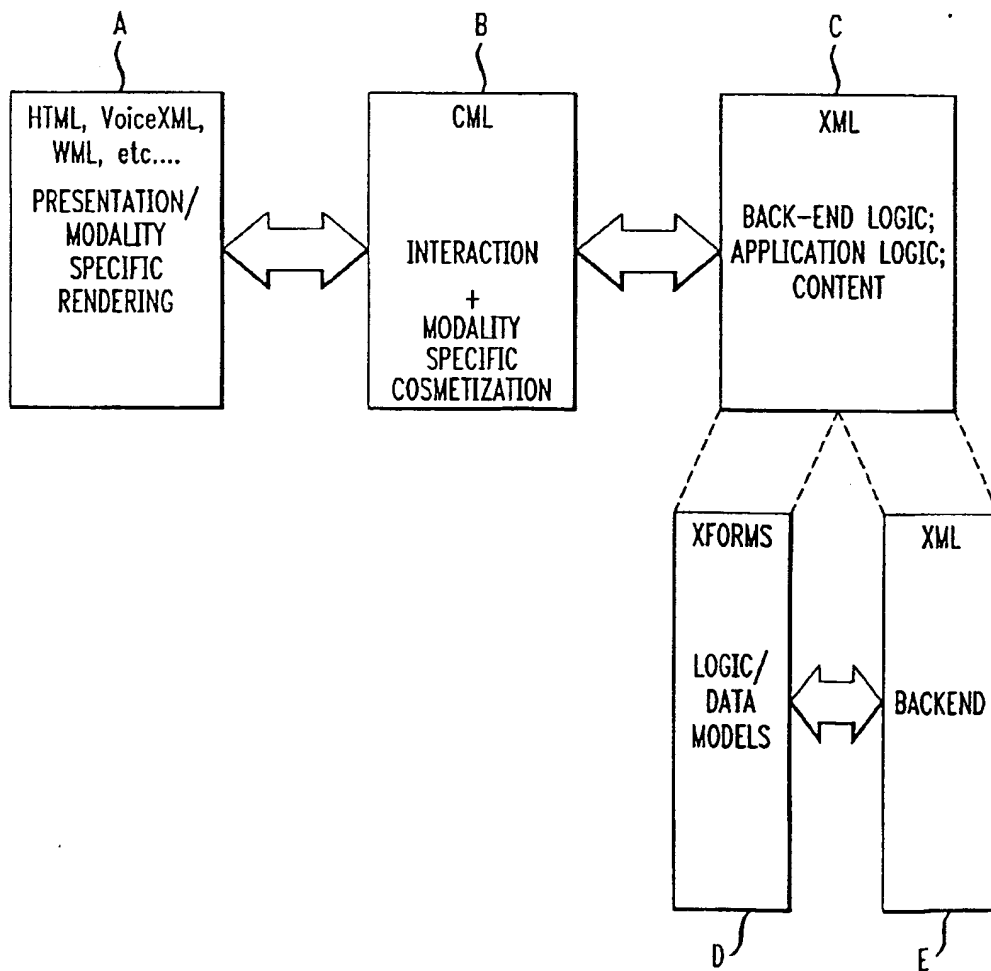 A
B
C
HTML, VoiceXML,
WML, etc....
PRESENTATION/
MODALITY
SPECIFIC
RENDERING
CML
INTERACTION
+
MODALITY
SPECIFIC
COSMETIZATION
XML
BACK-END LOGIC;
APPLICATION LOGIC;
CONTENT
XFORMS
LOGIC/
DATA
MODELS
XML
BACKEND
D
E